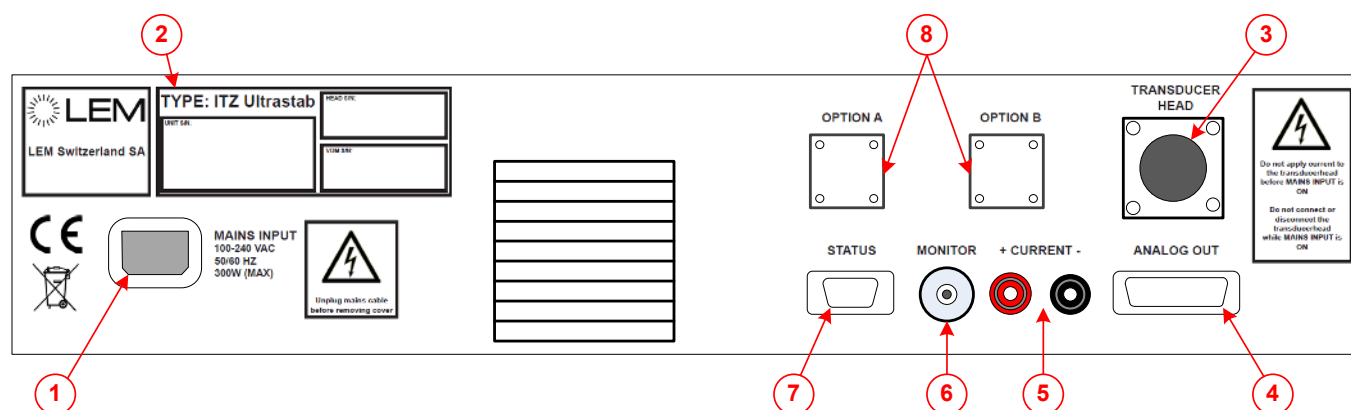 2
8
3
LEM
LEM Switzerland SA
TYPE: ITZ Ultrastab
UNIT S/N:
HEAD S/N:
VCM S/N:
OPTION A
OPTION B
TRANSDUCER
HEAD
Do not apply current to
the transducerhead
before MAINS INPUT is
ON
Do not connect or
disconnect the
transducerhead
while MAINS INPUT is
ON
CE
MAINS INPUT
100-240 VAC
50/60 HZ
300W (MAX)
Unplug mains cable
before removing cover
STATUS
MONITOR
+ CURRENT -
ANALOG OUT
1
7
6
5
4